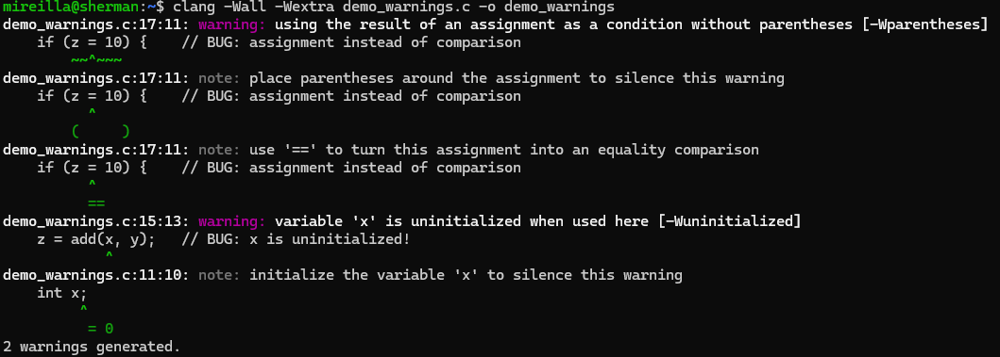 mireilla@sherman:~$ clang -Wall -Wextra demo_warnings.c -o demo_warnings
demo_warnings.c:17:11: warning: using the result of an assignment as a condition without parentheses [-Wparentheses]
    if (z = 10) {    // BUG: assignment instead of comparison
        ~~^~~~
demo_warnings.c:17:11: note: place parentheses around the assignment to silence this warning
    if (z = 10) {    // BUG: assignment instead of comparison
          ^
        (     )
demo_warnings.c:17:11: note: use '==' to turn this assignment into an equality comparison
    if (z = 10) {    // BUG: assignment instead of comparison
          ^
          ==
demo_warnings.c:15:13: warning: variable 'x' is uninitialized when used here [-Wuninitialized]
    z = add(x, y);   // BUG: x is uninitialized!
            ^
demo_warnings.c:11:10: note: initialize the variable 'x' to silence this warning
    int x;
         ^
          = 0
2 warnings generated.